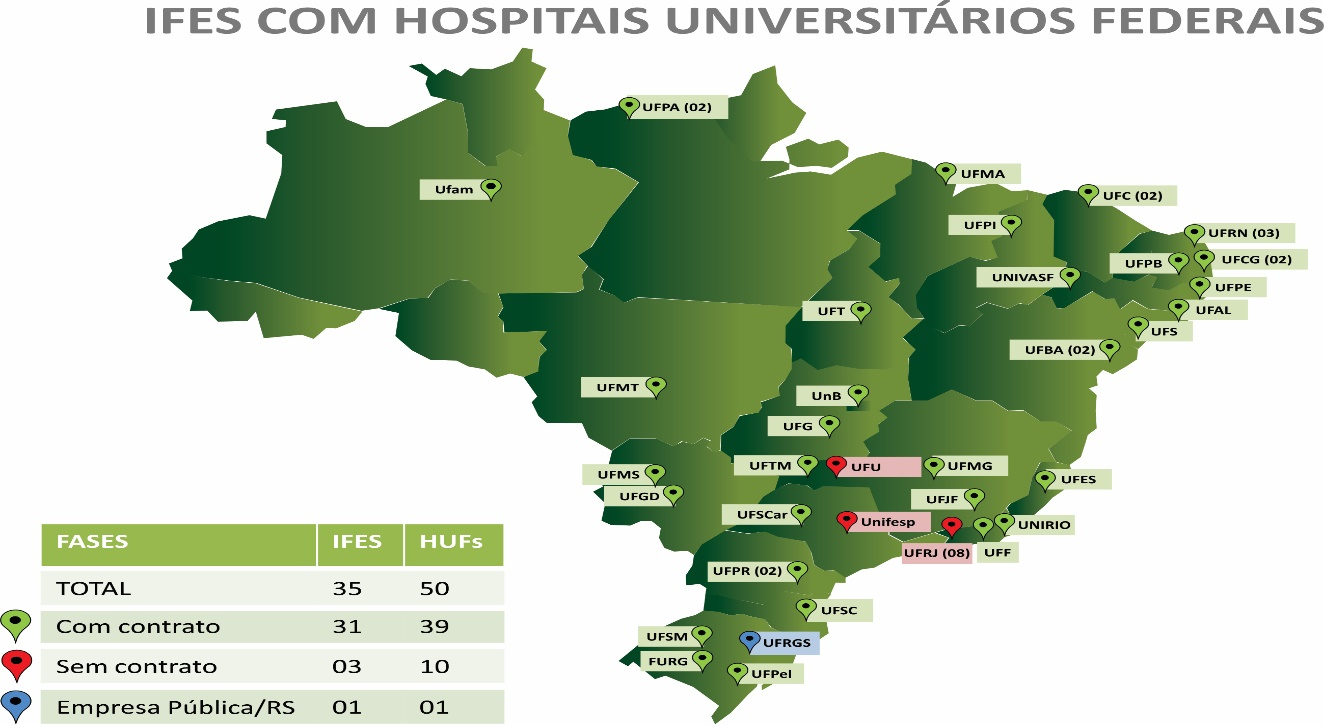 IFES COM HOSPITAIS UNIVERSITÁRIOS FEDERAIS
UFPA (02)
Ufam
UFMA
UFC (02)
UFPI
UFRN (03)
UFPB
UFCG (02)
UNIVASF
UFPE
UFT
UFAL
UFS
UFBA (02)
UFMT
UnB
UFG
UFTM
UFU
UFMG
UFMS
UFES
UFGD
UFJF
UFSCar
Unifesp
UNIRIO
UFRJ (08)
UFF
UFPR (02)
UFSC
UFSM
UFRGS
FURG
UFPel
FASES IFES HUFs
TOTAL 35 50
Com contrato 31 39
Sem contrato 03 10
Empresa Pública/RS 01 01